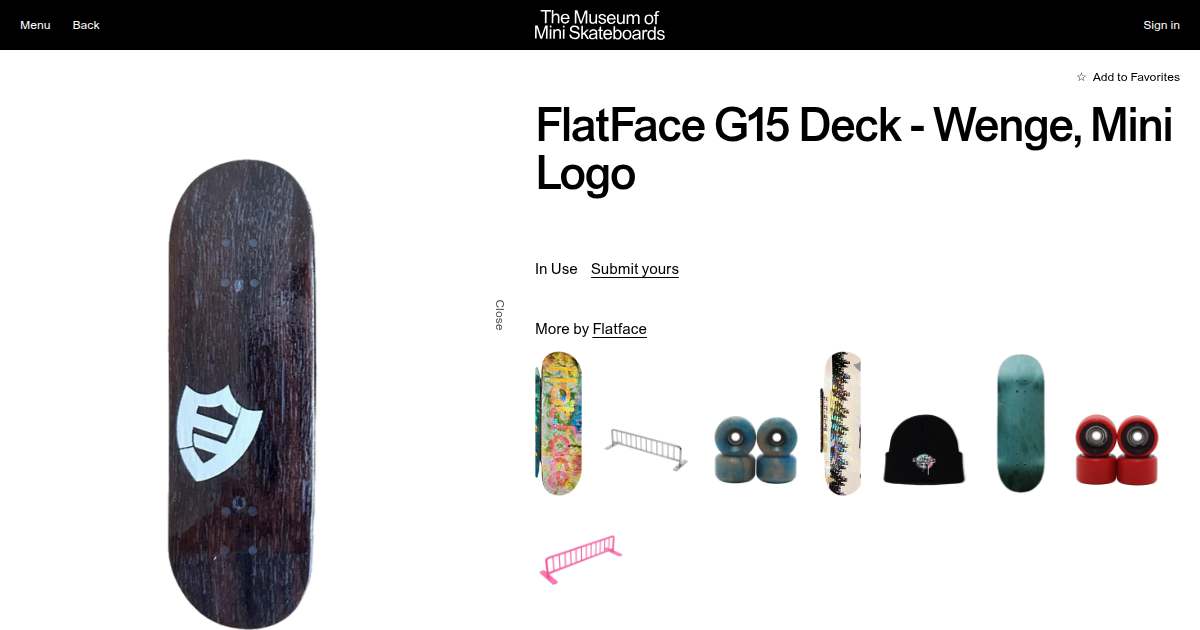 Menu
Back
The Museum of
Mini Skateboards
Sign in
☆ Add to Favorites
FlatFace G15 Deck - Wenge, Mini
Logo
In Use
Submit yours
Close
More by Flatface